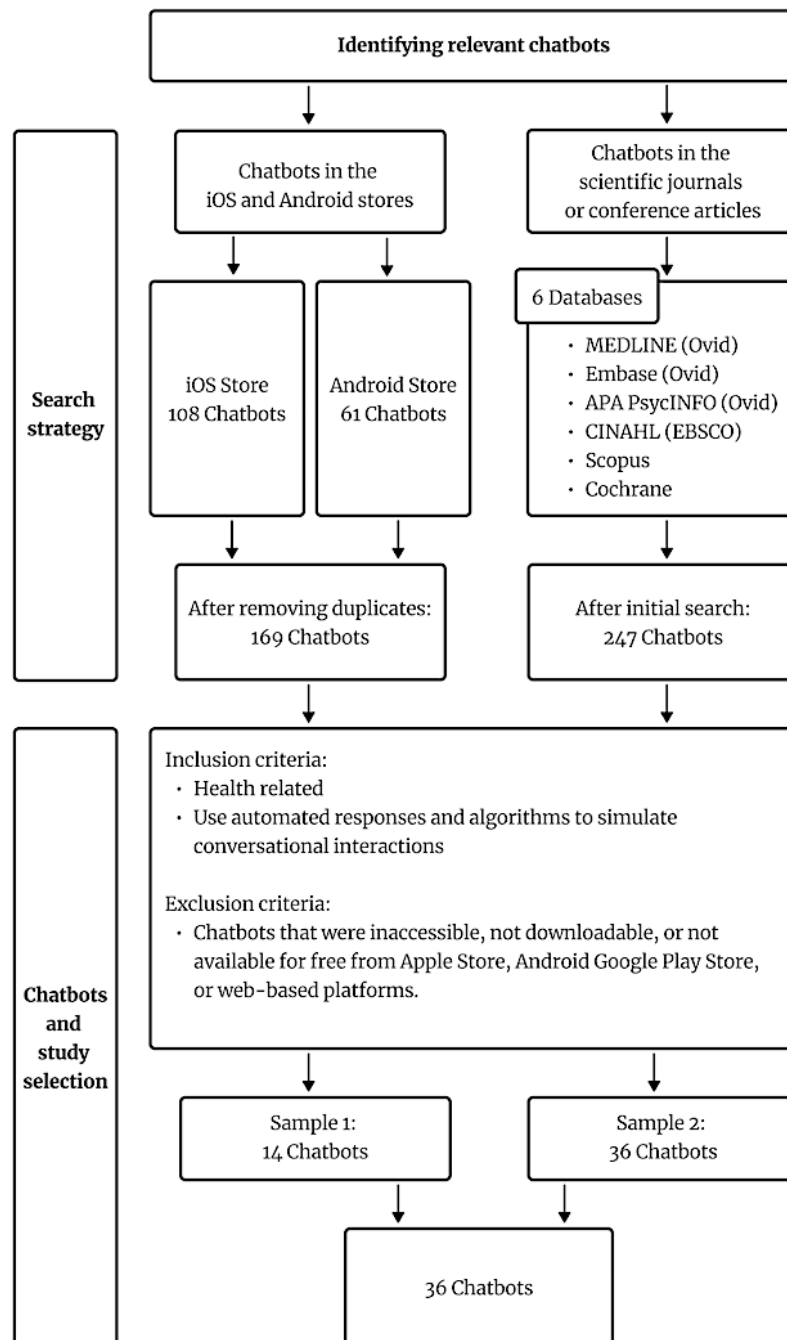 Identifying relevant chatbots
Search
strategy
Chatbots in the
iOS and Android stores
Chatbots in the
scientific journals
or conference articles
iOS Store
108 Chatbots
Android Store
61 Chatbots
6 Databases
· MEDLINE (Ovid)
· Embase (Ovid)
· APA PsycINFO (Ovid)
· CINAHL (EBSCO)
· Scopus
· Cochrane
After removing duplicates:
169 Chatbots
After initial search:
247 Chatbots
Chatbots
and
study
selection
Inclusion criteria:
· Health related
· Use automated responses and algorithms to simulate
conversational interactions
Exclusion criteria:
· Chatbots that were inaccessible, not downloadable, or not
available for free from Apple Store, Android Google Play Store,
or web-based platforms.
Sample 1:
14 Chatbots
Sample 2:
36 Chatbots
36 Chatbots